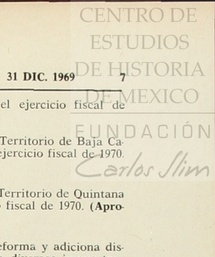 CENTRO DE
ESTUDIOS
DE HISTORIA
DE MEXICO
FUNDACIÓN
Carlos Slim
31 DIC. 1969 7
el ejercicio fiscal de
Territorio de Baja Ca-
ejercicio fiscal de 1970.
Territorio de Quintana
fiscal de 1970. (Apro-
eforma y adiciona dis-